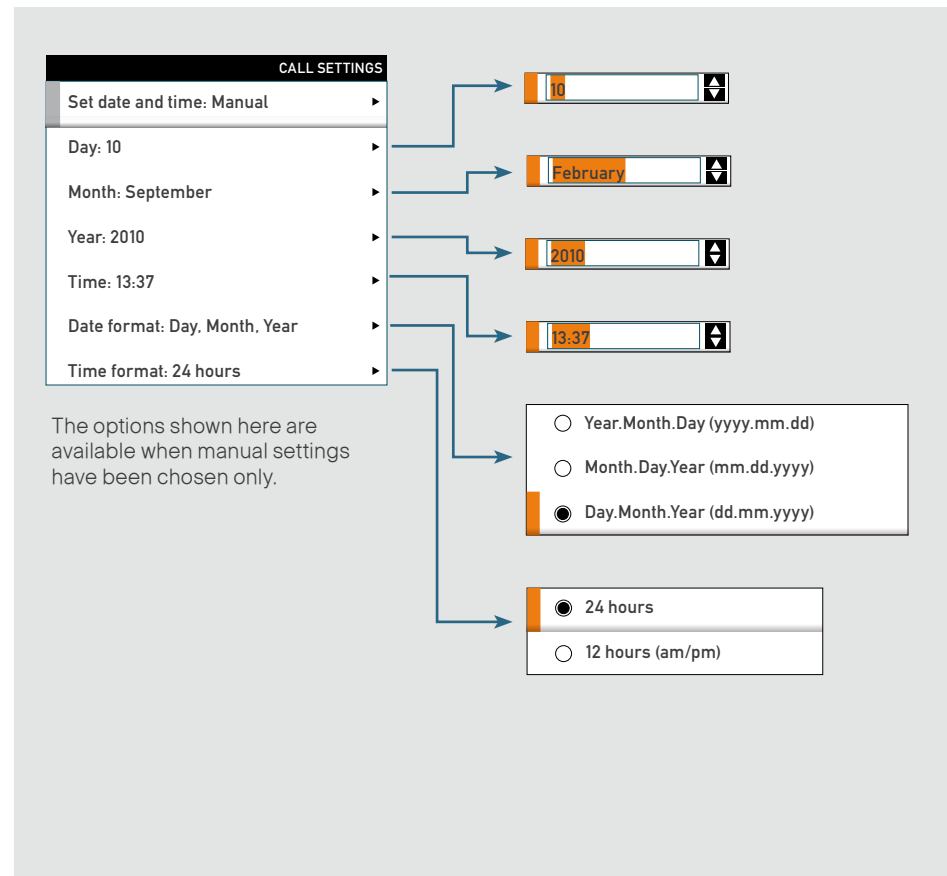 CALL SETTINGS
Set date and time: Manual
Day: 10
Month: September
Year: 2010
Time: 13:37
Date format: Day, Month, Year
Time format: 24 hours
The options shown here are
available when manual settings
have been chosen only.
10
February
2010
13:37
Year.Month.Day (yyyy.mm.dd)
Month.Day.Year (mm.dd.yyyy)
Day.Month.Year (dd.mm.yyyy)
24 hours
12 hours (am/pm)